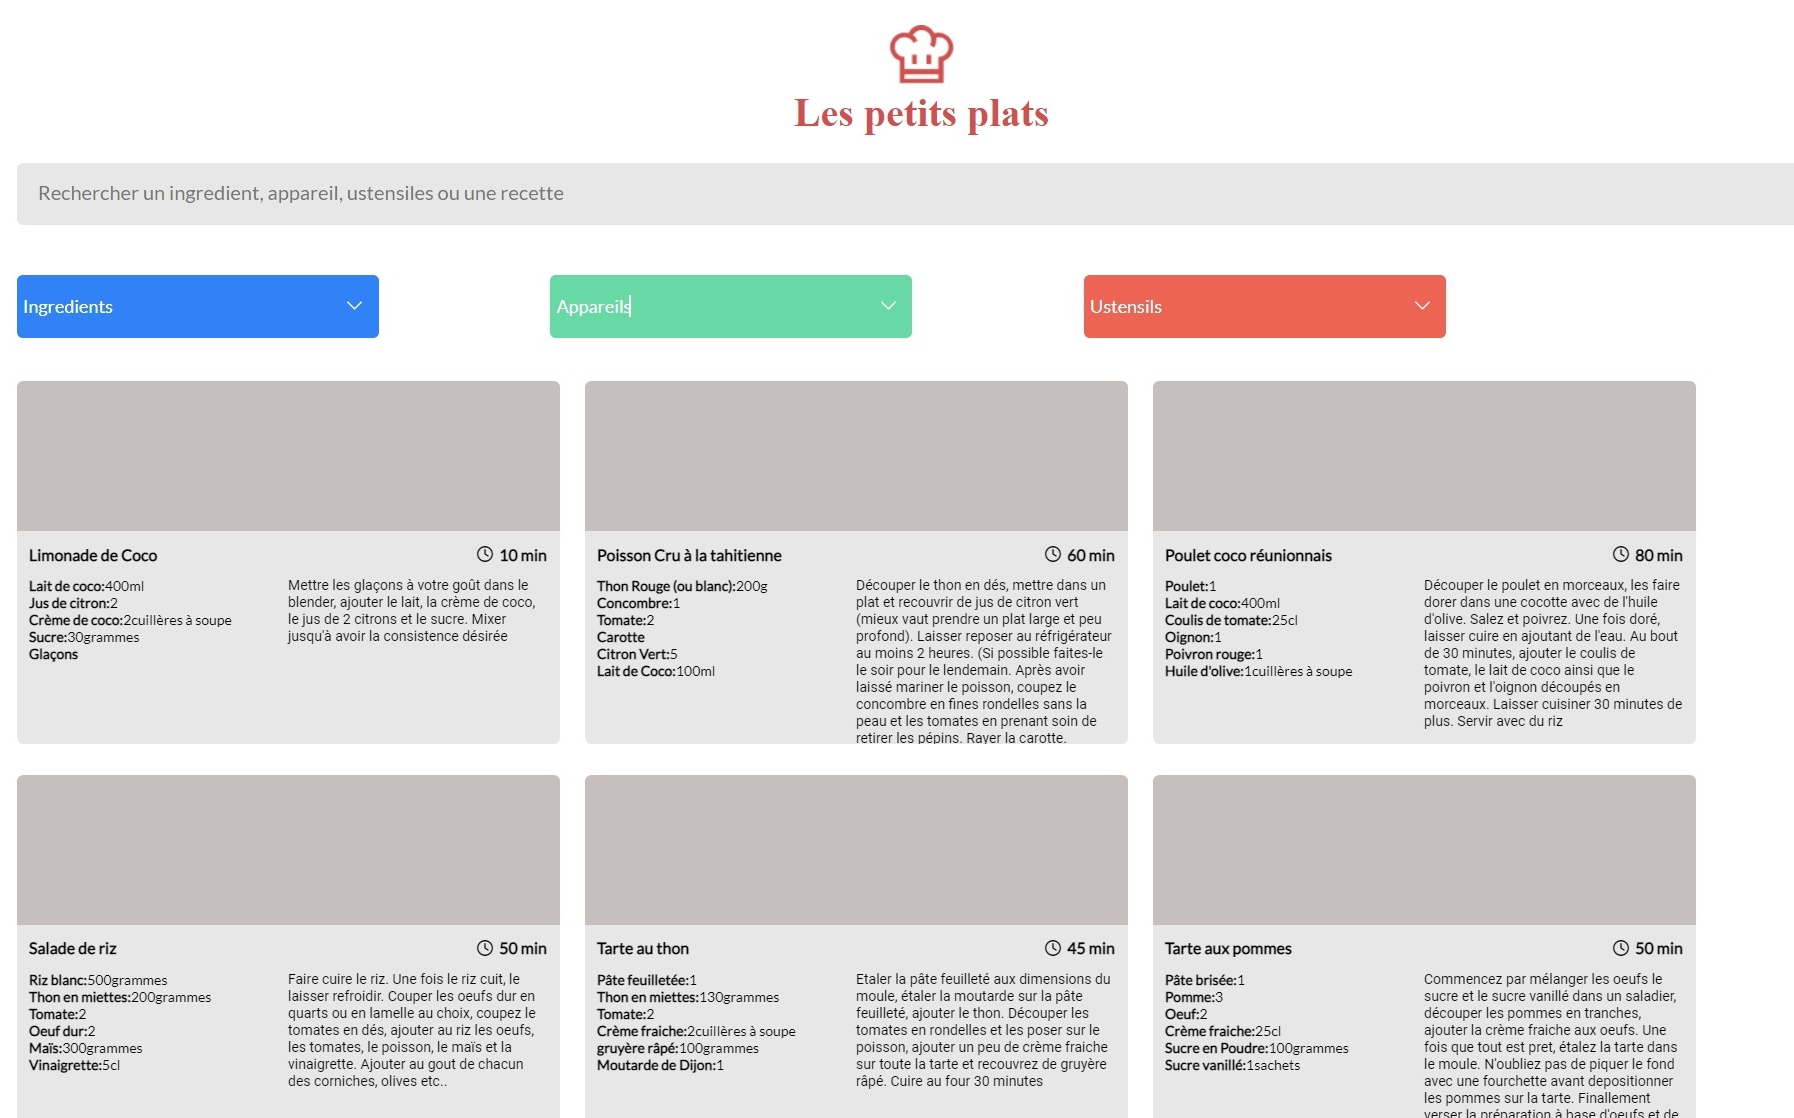 Les petits plats
Rechercher un ingredient, appareil, ustensiles ou une recette
Ingredients
Appareils
Ustensils
Limonade de Coco
10 min
Lait de coco:400ml
Jus de citron:2
Crème de coco:2cuillères à soupe
Sucre:30grammes
Glaçons
Mettre les glaçons à votre goût dans le
blender, ajouter le lait, la crème de coco,
le jus de 2 citrons et le sucre. Mixer
jusqu'à avoir la consistence désirée
Poisson Cru à la tahitienne
60 min
Thon Rouge (ou blanc):200g
Concombre:1
Tomate:2
Carotte
Citron Vert:5
Lait de Coco:100ml
Découper le thon en dés, mettre dans un
plat et recouvrir de jus de citron vert
(mieux vaut prendre un plat large et peu
profond). Laisser reposer au réfrigérateur
au moins 2 heures. (Si possible faites-le
le soir pour le lendemain. Après avoir
laissé mariner le poisson, coupez le
concombre en fines rondelles sans la
peau et les tomates en prenant soin de
retirer les pépins. Rayer la carotte.
Poulet coco réunionnais
80 min
Poulet:1
Lait de coco:400ml
Coulis de tomate:25cl
Oignon:1
Poivron rouge:1
Huile d'olive:1cuillères à soupe
Découper le poulet en morceaux, les faire
dorer dans une cocotte avec de l'huile
d'olive. Salez et poivrez. Une fois doré,
laisser cuire en ajoutant de l'eau. Au bout
de 30 minutes, ajouter le coulis de
tomate, le lait de coco ainsi que le
poivron et l'oignon découpés en
morceaux. Laisser cuisiner 30 minutes de
plus. Servir avec du riz
Salade de riz
50 min
Riz blanc:500grammes
Thon en miettes:200grammes
Tomate:2
Oeuf dur:2
Maïs:300grammes
Vinaigrette:5cl
Faire cuire le riz. Une fois le riz cuit, le
laisser refroidir. Couper les oeufs dur en
quarts ou en lamelle au choix, coupez le
tomates en dés, ajouter au riz les oeufs,
les tomates, le poisson, le maïs et la
vinaigrette. Ajouter au gout de chacun
des corniches, olives etc..
Tarte au thon
45 min
Pâte feuilletée:1
Thon en miettes:130grammes
Tomate:2
Crème fraiche:2cuillères à soupe
gruyère râpé:100grammes
Moutarde de Dijon:1
Etaler la pâte feuilleté aux dimensions du
moule, étaler la moutarde sur la pâte
feuilleté, ajouter le thon. Découper les
tomates en rondelles et les poser sur le
poisson, ajouter un peu de crème fraiche
sur toute la tarte et recouvrez de gruyère
râpé. Cuire au four 30 minutes
Tarte aux pommes
50 min
Pâte brisée:1
Pomme:3
Oeuf:2
Crème fraiche:25cl
Sucre en Poudre:100grammes
Sucre vanillé:1sachets
Commencez par mélanger les oeufs le
sucre et le sucre vanillé dans un saladier,
découper les pommes en tranches,
ajouter la crème fraiche aux oeufs. Une
fois que tout est pret, étalez la tarte dans
le moule. N'oubliez pas de piquer le fond
avec une fourchette avant depositionner
les pommes sur la tarte. Finallement
verser la préparation à base d'oeufs et de